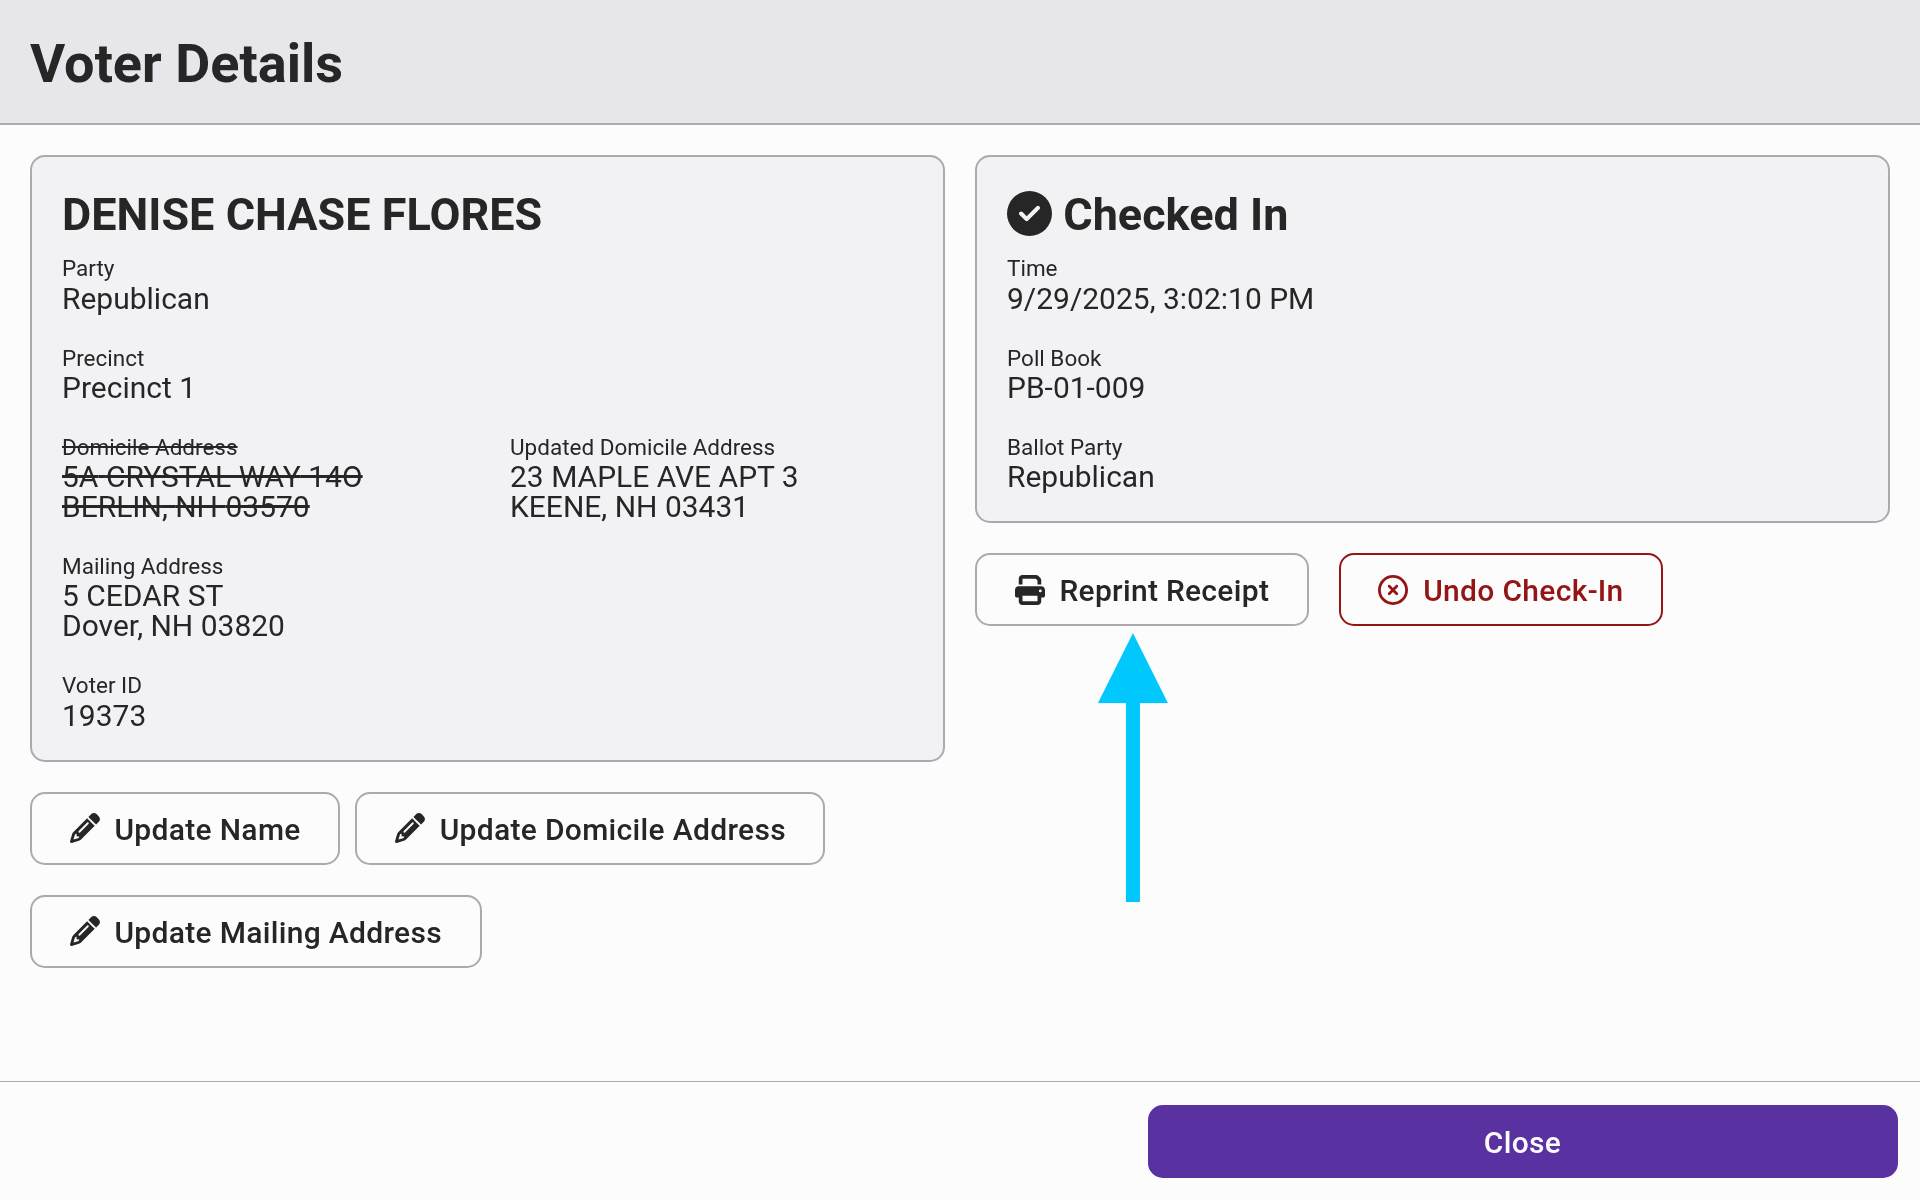 Voter Details
DENISE CHASE FLORES
Party
Republican
Precinct
Precinct 1
Domicile Address
5A CRYSTAL WAY 14O
BERLIN, NH 03570
Updated Domicile Address
23 MAPLE AVE APT 3
KEENE, NH 03431
Mailing Address
5 CEDAR ST
Dover, NH 03820
Voter ID
19373
Update Name
Update Domicile Address
Update Mailing Address
Checked In
Time
9/29/2025, 3:02:10 PM
Poll Book
PB-01-009
Ballot Party
Republican
Reprint Receipt
Undo Check-In
Close